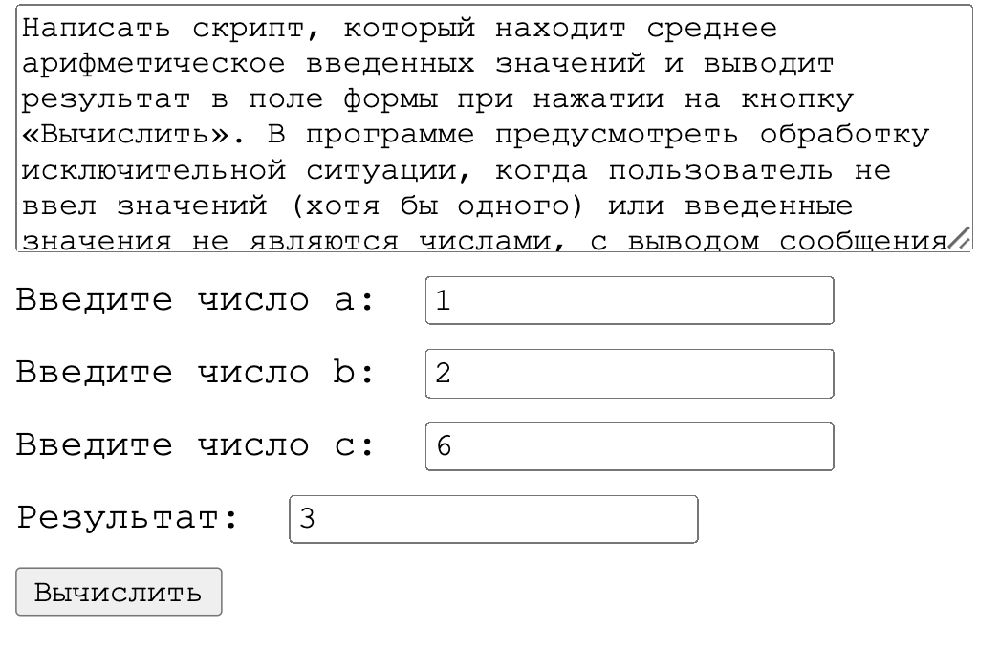 Написать скрипт, который находит среднее
арифметическое введенных значений и выводит
результат в поле формы при нажатии на кнопку
«Вычислить». В программе предусмотреть обработку
исключительной ситуации, когда пользователь не
ввел значений (хотя бы одного) или введенные
значения не являются числами, с выводом сообщения
Введите число a: 1
Введите число b: 2
Введите число c: 6
Результат: 3
Вычислить